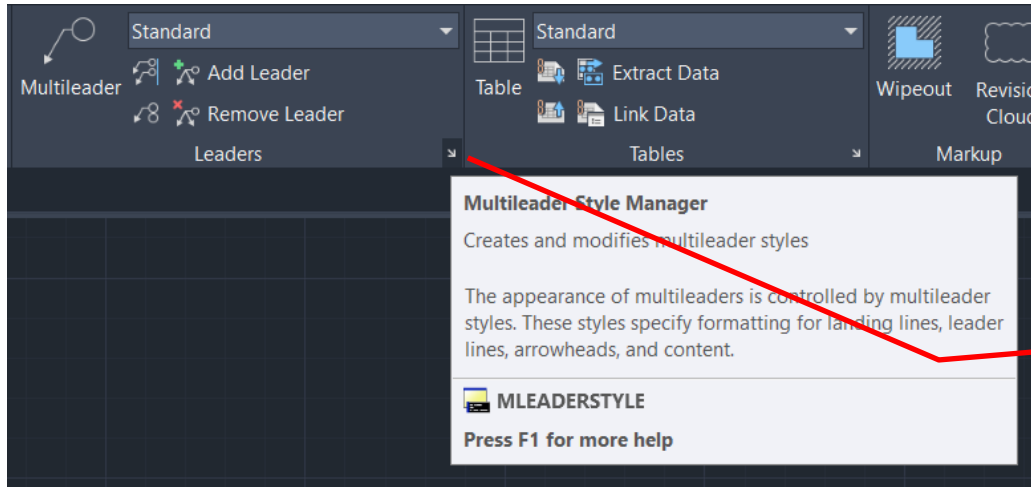 Standard
Standard
Multileader
Add Leader
Remove Leader
Table
Extract Data
Link Data
Wipeout
Revisio
Cloud
Leaders
Tables
Markup
Multileader Style Manager
Creates and modifies multileader styles
The appearance of multileaders is controlled by multileader
styles. These styles specify formatting for landing lines, leader
lines, arrowheads, and content.
MLEADERSTYLE
Press F1 for more help